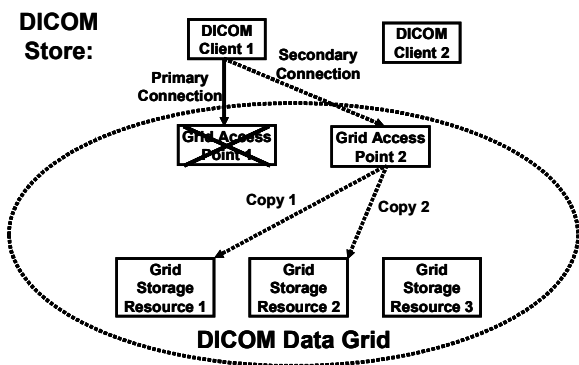 DICOM
Store:
DICOM
Client 1
DICOM
Client 2
Secondary
Connection
Primary
Connection
Grid Access
Point 1
Grid Access
Point 2
Copy 1
Copy 2
Grid
Storage
Resource 1
Grid
Storage
Resource 2
Grid
Storage
Resource 3
DICOM Data Grid